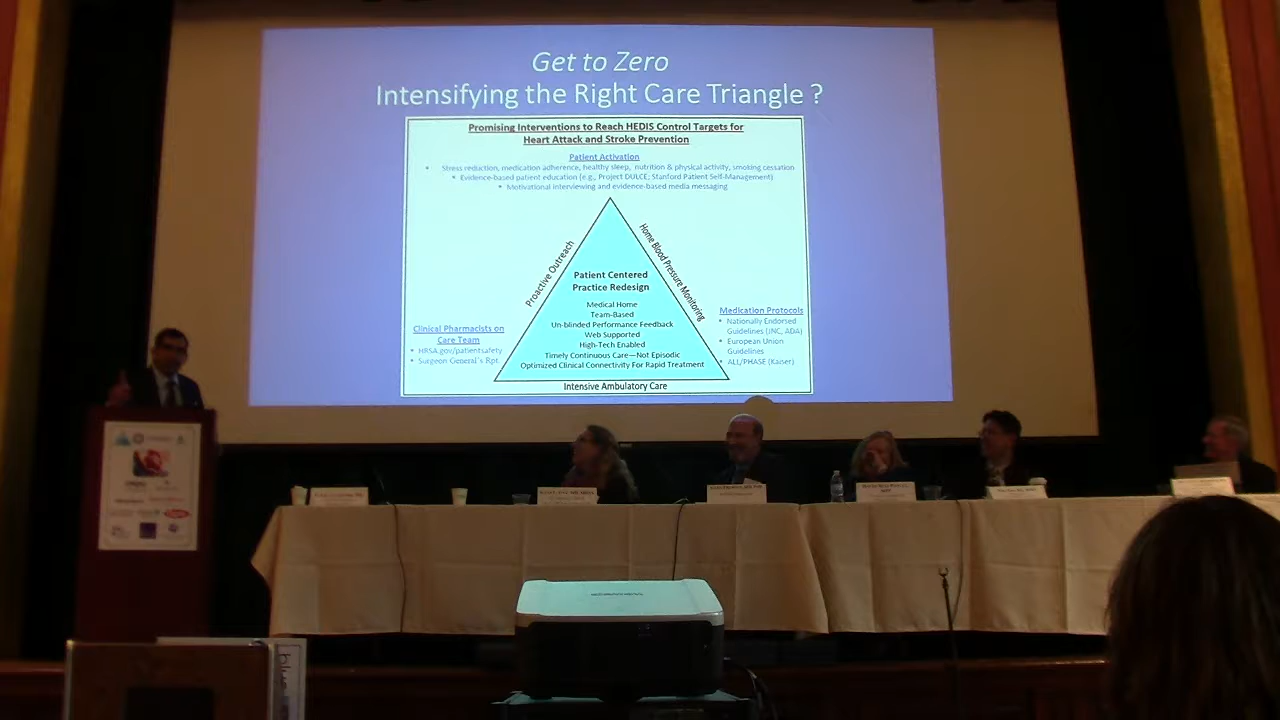 Get to Zero
Intensifying the Right Care Triangle ?
Promising Interventions to Reach HEDIS Control Targets for
Heart Attack and Stroke Prevention
Patient Activation
• Stress reduction, medication adherence, healthy sleep, nutrition & physical activity, smoking cessation
• Evidence-based patient education (e.g., Project DULCE; Stanford Patient Self-Management)
• Motivational interviewing and evidence-based media messaging
Proactive Outreach
Home Blood Pressure Monitoring
Patient Centered
Practice Redesign
Medical Home
Team-Based
Un-blinded Performance Feedback
Web Supported
High-Tech Enabled
Timely Continuous Care—Not Episodic
Optimized Clinical Connectivity For Rapid Treatment
Clinical Pharmacists on
Care Team
• HRSA.gov/patientsafety
• Surgeon General's Rpt.
Medication Protocols
• Nationally Endorsed
Guidelines (JNC, ADA)
• European Union
Guidelines
• ALL/PHASE (Kaiser)
Intensive Ambulatory Care
blue